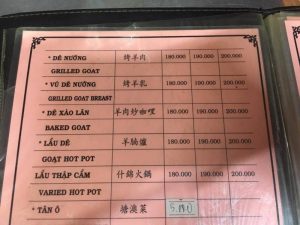 * DÊ NƯỚNG 烤羊肉 180.000 190.000 200.000
GRILLED GOAT
* VÚ DÊ NƯỚNG 烤羊乳 180.000 190.000 200.000
GRILLED GOAT BREAST
* DÊ XÀO LĂN 羊肉炒咖哩 180.000 190.000 200.000
BAKED GOAT
* LẨU DÊ 羊腩爐 180.000 190.000 200.000
GOAT HOT POT
LẨU THẬP CẨM 什錦火鍋 180.000 190.000 200.000
VARIED HOT POT
* TẦN Ô